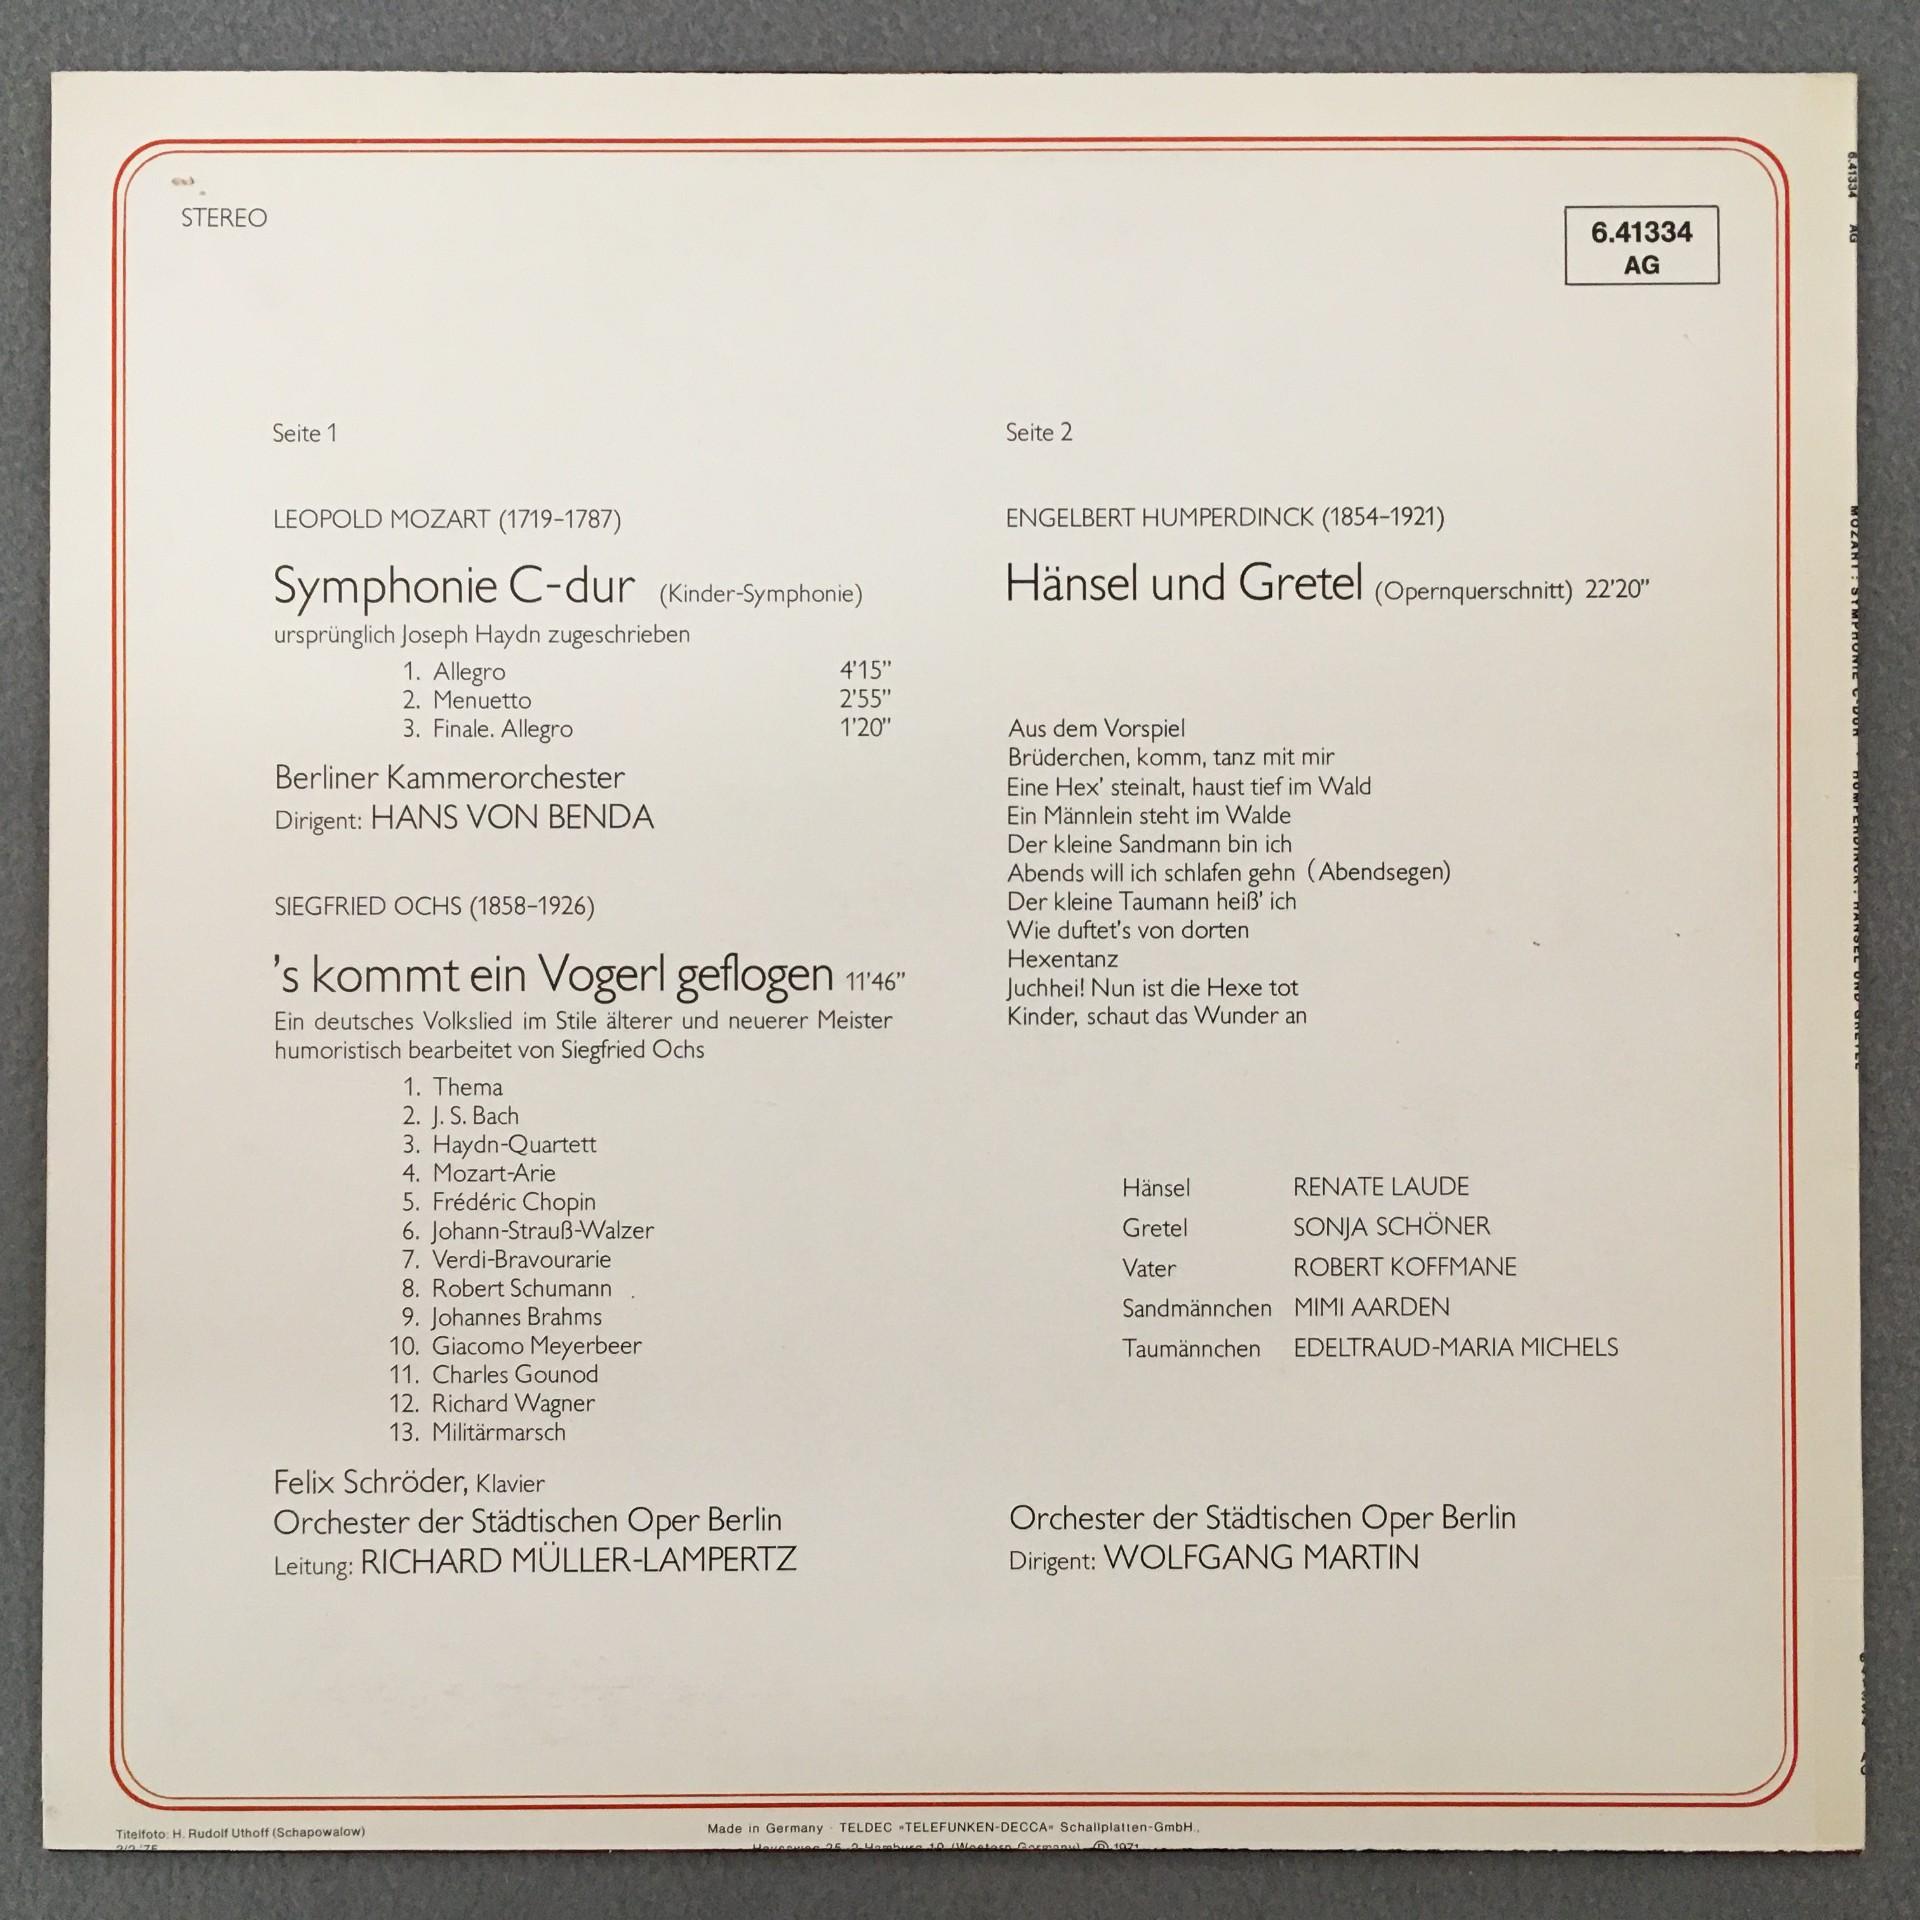 STEREO
6.41334
AG
Seite 1
LEOPOLD MOZART (1719-1787)
Symphonie C-dur (Kinder-Symphonie)
ursprünglich Joseph Haydn zugeschrieben
1. Allegro 4'15"
2. Menuetto 2'55"
3. Finale. Allegro 1'20"
Berliner Kammerorchester
Dirigent: HANS VON BENDA
SIEGFRIED OCHS (1858-1926)
's kommt ein Vogerl geflogen 11'46"
Ein deutsches Volkslied im Stile älterer und neuerer Meister
humoristisch bearbeitet von Siegfried Ochs
1. Thema
2. J. S. Bach
3. Haydn-Quartett
4. Mozart-Arie
5. Frédéric Chopin
6. Johann-Strauß-Walzer
7. Verdi-Bravourarie
8. Robert Schumann
9. Johannes Brahms
10. Giacomo Meyerbeer
11. Charles Gounod
12. Richard Wagner
13. Militärmarsch
Felix Schröder, Klavier
Orchester der Städtischen Oper Berlin
Leitung: RICHARD MÜLLER-LAMPERTZ
Seite 2
ENGELBERT HUMPERDINCK (1854-1921)
Hänsel und Gretel (Opernquerschnitt) 22'20"
Aus dem Vorspiel
Brüderchen, komm, tanz mit mir
Eine Hex' steinalt, haust tief im Wald
Ein Männlein steht im Walde
Der kleine Sandmann bin ich
Abends will ich schlafen gehn (Abendsegen)
Der kleine Taumann heiß' ich
Wie duftet's von dorten
Hexentanz
Juchhei! Nun ist die Hexe tot
Kinder, schaut das Wunder an
Hänsel RENATE LAUDE
Gretel SONJA SCHÖNER
Vater ROBERT KOFFMANE
Sandmännchen MIMI AARDEN
Taumännchen EDELTRAUD-MARIA MICHELS
Orchester der Städtischen Oper Berlin
Dirigent: WOLFGANG MARTIN
Titelfoto: H. Rudolf Uthoff (Schapowalow)
Made in Germany · TELDEC »TELEFUNKEN-DECCA« Schallplatten-GmbH.,
6.41334 AG
MOZART: SYMPHONIE C-DUR · HUMPERDINCK: HÄNSEL UND GRETEL